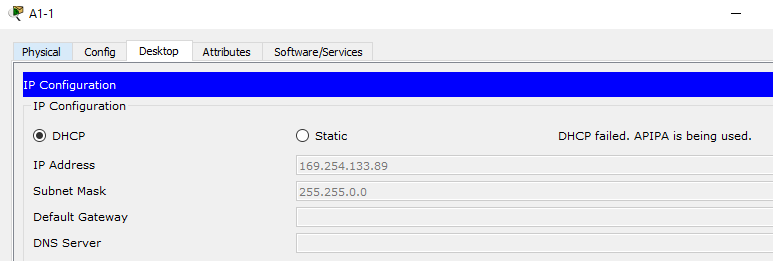 A1-1
Physical Config Desktop Attributes Software/Services
IP Configuration
IP Configuration
DHCP Static DHCP failed. APIPA is being used.
IP Address 169.254.133.89
Subnet Mask 255.255.0.0
Default Gateway
DNS Server